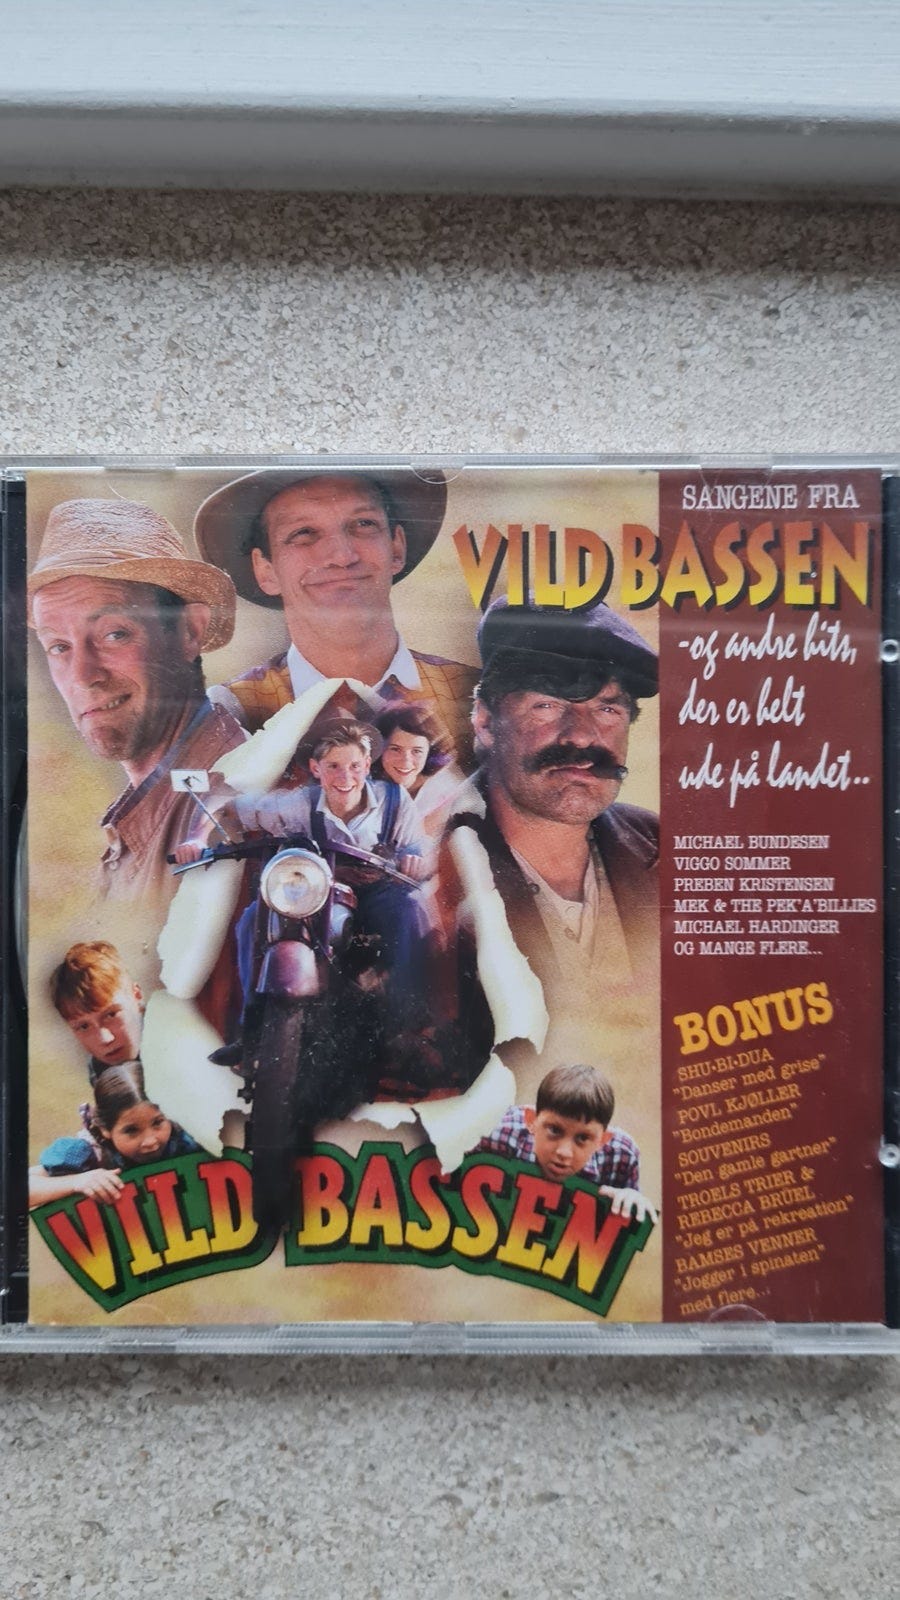 SANGENE FRA
VILD BASSEN
-og andre hits,
der er helt
ude på landet..
MICHAEL BUNDESEN
VIGGO SOMMER
PREBEN KRISTENSEN
MEK & THE PEK'A'BILLIES
MICHAEL HARDINGER
OG MANGE FLERE...
BONUS
SHU•BI•DUA
"Danser med grise"
POVL KJØLLER
"Bondemanden"
SOUVENIRS
"Den gamle gartner"
TROELS TRIER &
REBECCA BRÜEL
"Jeg er på rekreation"
BAMSES VENNER
"Jogger i spinaten"
med flere...
VILD BASSEN